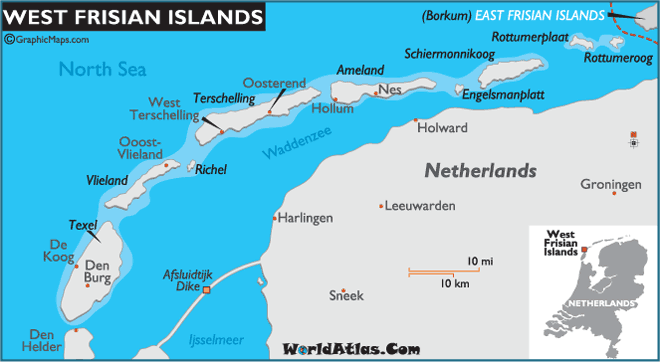 WEST FRISIAN ISLANDS
©GraphicMaps.com
(Borkum) EAST FRISIAN ISLANDS
Rottumerplaat
Rottumeroog
Schiermonnikoog
Engelsmanplatt
North Sea
Ameland
Nes
Hollum
Oosterend
Terschelling
West
Terschelling
Waddenzee
Holward
Ooost-
Vlieland
Richel
Vlieland
Netherlands
Groningen
Leeuwarden
Harlingen
Texel
De
Koog
Den
Burg
Afsluidtijk
Dike
10 mi
10 km
Sneek
Den
Helder
Ijsselmeer
West
Frisian
Islands
NETHERLANDS
WorldAtlas.Com